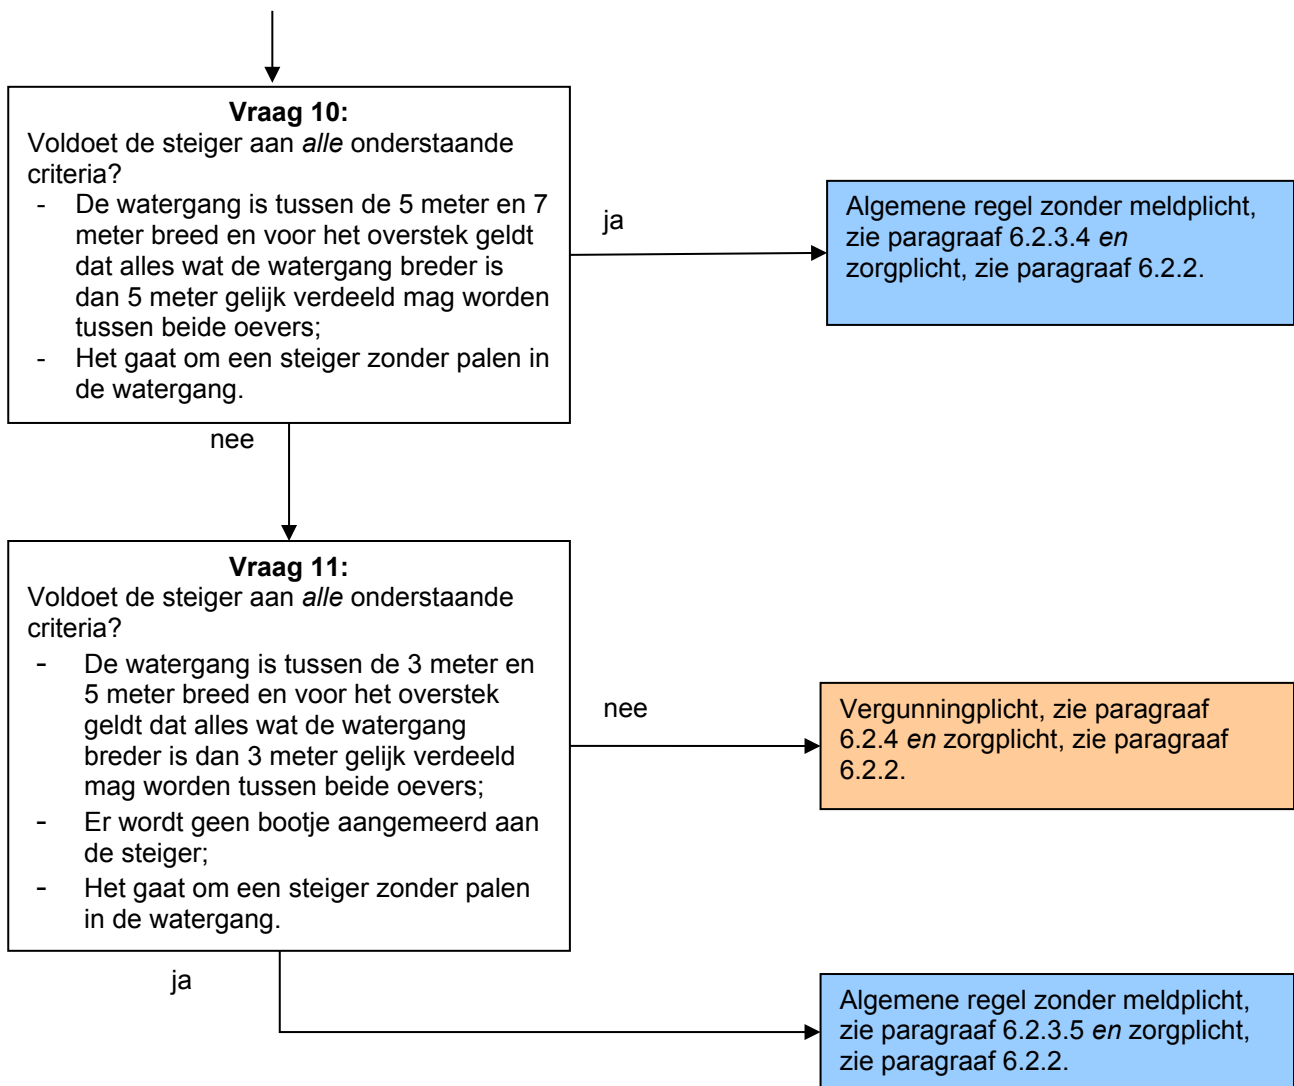 Vraag 10:
Voldoet de steiger aan alle onderstaande
criteria?
- De watergang is tussen de 5 meter en 7
meter breed en voor het overstek geldt
dat alles wat de watergang breder is
dan 5 meter gelijk verdeeld mag worden
tussen beide oevers;
- Het gaat om een steiger zonder palen in
de watergang.
ja
Algemene regel zonder meldplicht,
zie paragraaf 6.2.3.4 en
zorgplicht, zie paragraaf 6.2.2.
nee
Vraag 11:
Voldoet de steiger aan alle onderstaande
criteria?
- De watergang is tussen de 3 meter en
5 meter breed en voor het overstek
geldt dat alles wat de watergang
breder is dan 3 meter gelijk verdeeld
mag worden tussen beide oevers;
- Er wordt geen bootje aangemeerd aan
de steiger;
- Het gaat om een steiger zonder palen
in de watergang.
nee
Vergunningplicht, zie paragraaf
6.2.4 en zorgplicht, zie paragraaf
6.2.2.
ja
Algemene regel zonder meldplicht,
zie paragraaf 6.2.3.5 en zorgplicht,
zie paragraaf 6.2.2.